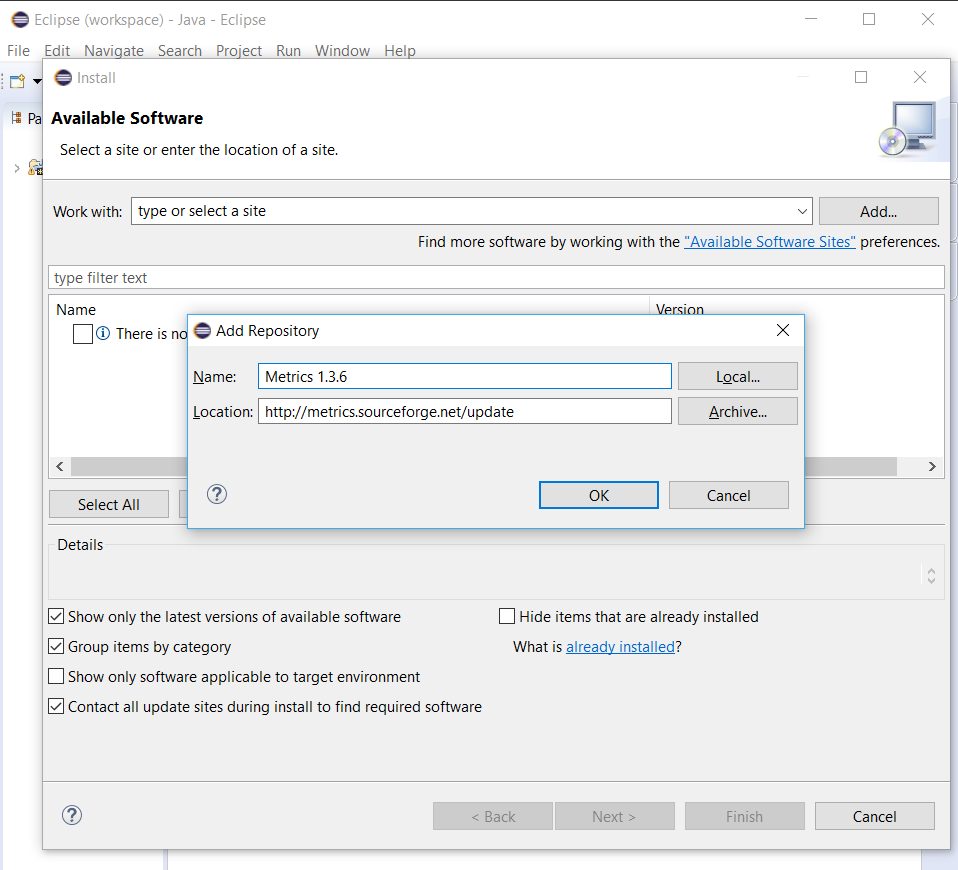 Eclipse (workspace) - Java - Eclipse
File Edit Navigate Search Project Run Window Help
Install
Pa
Available Software
Select a site or enter the location of a site.
Work with: type or select a site Add...
Find more software by working with the "Available Software Sites" preferences.
type filter text
Name Version
There is no
Add Repository
Name: Metrics 1.3.6 Local...
Location: http://metrics.sourceforge.net/update Archive...
OK Cancel
Select All
Details
Show only the latest versions of available software Hide items that are already installed
Group items by category What is already installed?
Show only software applicable to target environment
Contact all update sites during install to find required software
< Back Next > Finish Cancel